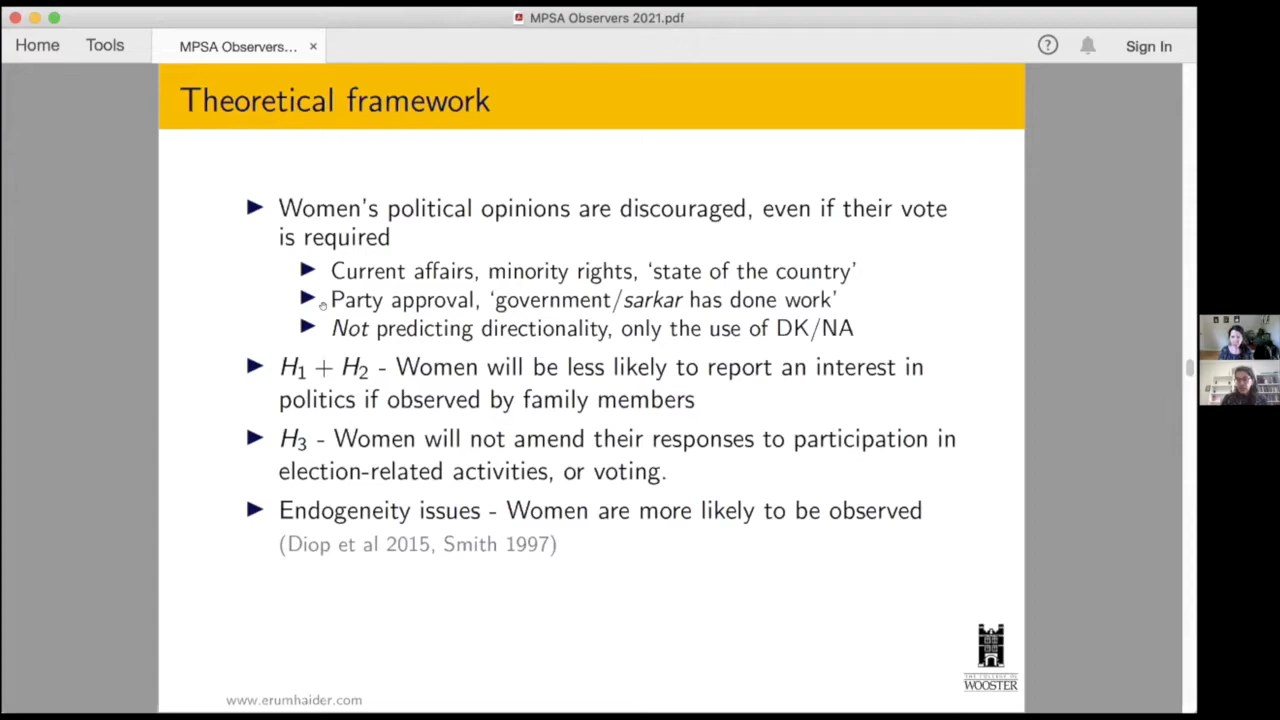 MPSA Observers 2021.pdf
Home Tools MPSA Observers... × ? Sign In
Theoretical framework
Women's political opinions are discouraged, even if their vote
is required
Current affairs, minority rights, ‘state of the country’
Party approval, ‘government/sarkar has done work’
Not predicting directionality, only the use of DK/NA
H1 + H2 - Women will be less likely to report an interest in
politics if observed by family members
H3 - Women will not amend their responses to participation in
election-related activities, or voting.
Endogeneity issues - Women are more likely to be observed
(Diop et al 2015, Smith 1997)
THE COLLEGE OF
WOOSTER
www.erumhaider.com